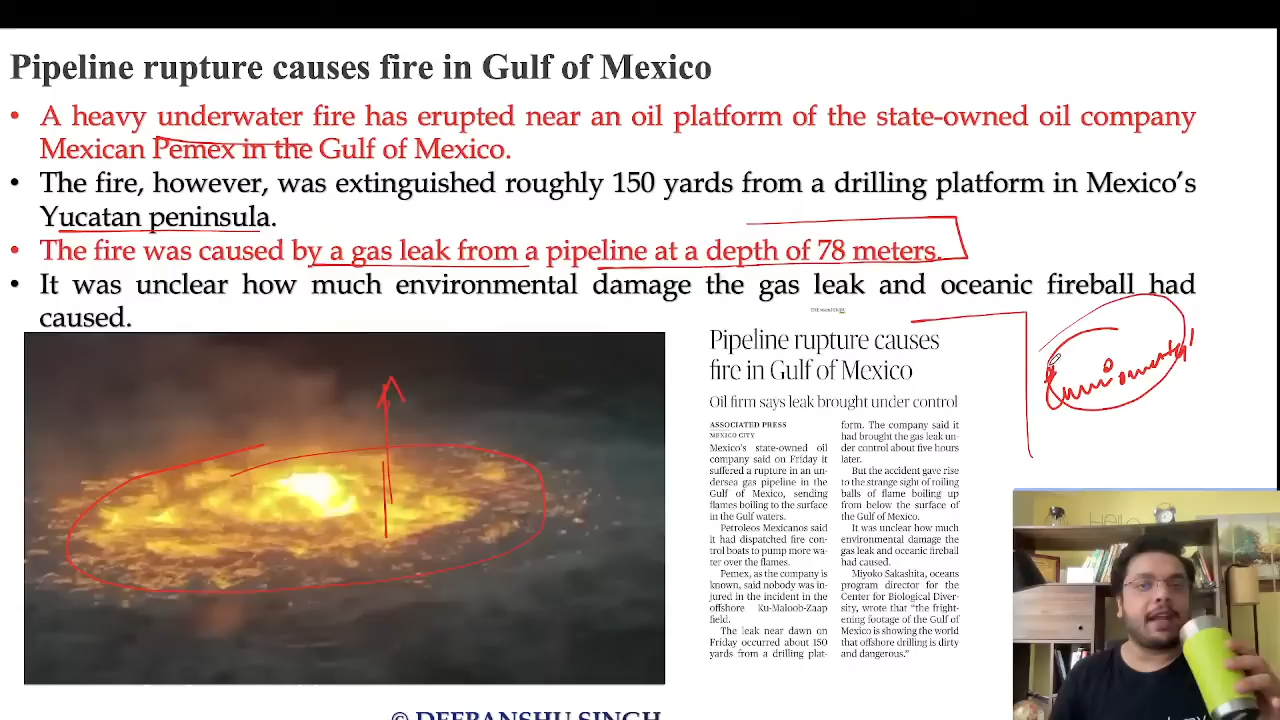 Pipeline rupture causes fire in Gulf of Mexico
• A heavy underwater fire has erupted near an oil platform of the state-owned oil company
Mexican Pemex in the Gulf of Mexico.
• The fire, however, was extinguished roughly 150 yards from a drilling platform in Mexico's
Yucatan peninsula.
• The fire was caused by a gas leak from a pipeline at a depth of 78 meters.
• It was unclear how much environmental damage the gas leak and oceanic fireball had
caused.
Pipeline rupture causes
fire in Gulf of Mexico
Oil firm says leak brought under control
ASSOCIATED PRESS
MEXICO CITY
Mexico's state-owned oil
company said on Friday it
suffered a rupture in an un-
dersea gas pipeline in the
Gulf of Mexico, sending
flames boiling to the surface
in the Gulf waters.
Petroleos Mexicanos said
it had dispatched fire con-
trol boats to pump more wa-
ter over the flames.
Pemex, as the company is
known, said nobody was in-
jured in the incident in the
offshore Ku-Maloob-Zaap
field.
The leak near dawn on
Friday occurred about 150
yards from a drilling plat-
form. The company said it
had brought the gas leak un-
der control about five hours
later.
But the accident gave rise
to the strange sight of roiling
balls of flame boiling up
from below the surface of
the Gulf of Mexico.
It was unclear how much
environmental damage the
gas leak and oceanic fireball
had caused.
Miyoko Sakashita, oceans
program director for the
Center for Biological Diver-
sity, wrote that "the fright-
ening footage of the Gulf of
Mexico is showing the world
that offshore drilling is dirty
and dangerous."
Hello
© DEEPANSHU SINGH